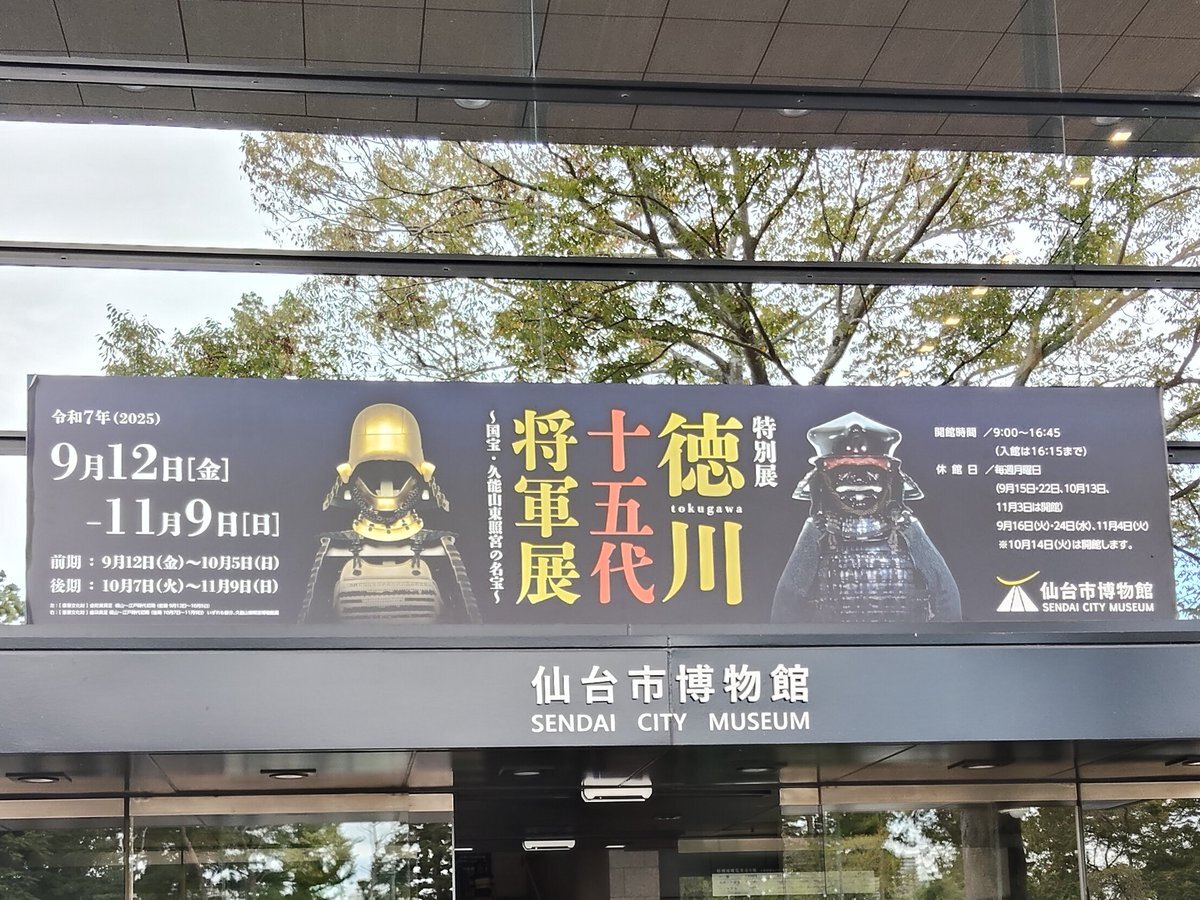 令和7年(2025)
9月12日[金]
－11月9日[日]
前期：9月12日(金)～10月5日(日)
後期：10月7日(火)～11月9日(日)
特別展
徳川
tokugawa
十五代
将軍展
～国宝・久能山東照宮の名宝～
開館時間 ／9:00～16:45
(入館は16:15まで)
休館日／毎週月曜日
(9月15日・22日、10月13日、
11月3日は開館)
9月16日(火)・24日(水)、11月4日(火)
※10月14日(火)は開館します。
仙台市博物館
SENDAI CITY MUSEUM
仙台市博物館
SENDAI CITY MUSEUM